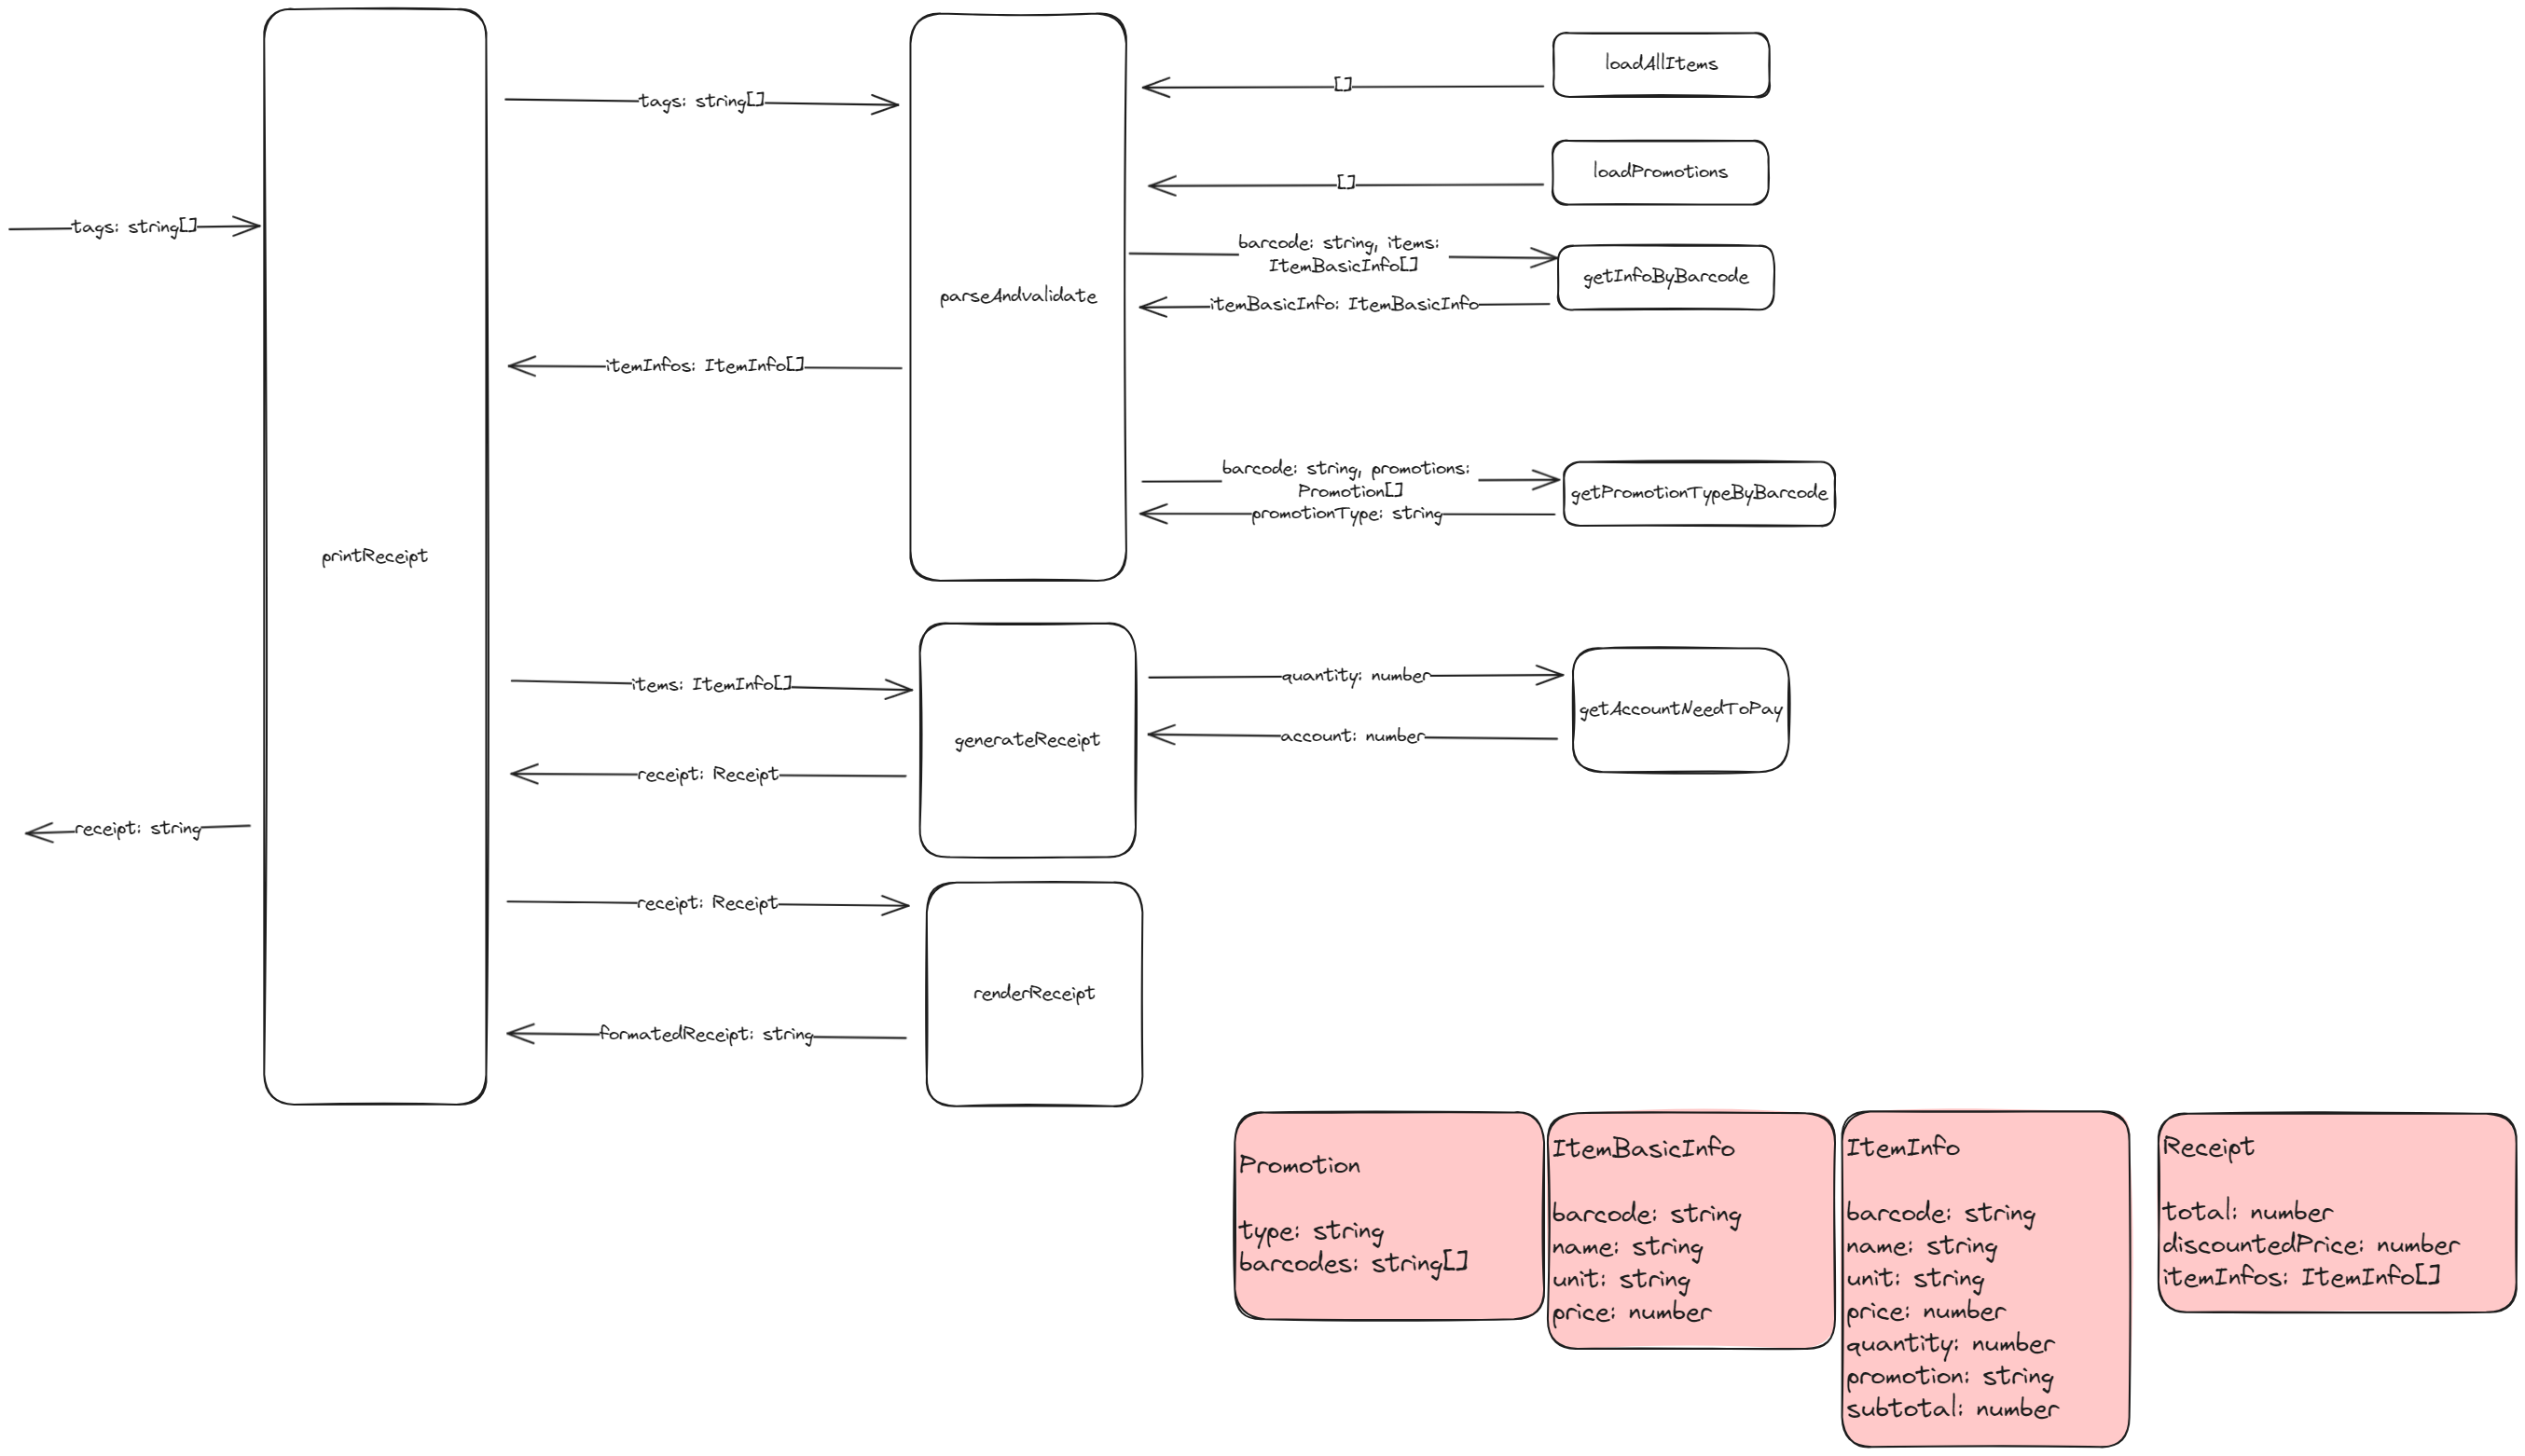 loadAllItems
[]
tags: string[]
loadPromotions
[]
tags: string[]
barcode: string, items:
ItemBasicInfo[]
getInfoByBarcode
parseAndvalidate
itemBasicInfo: ItemBasicInfo
itemInfos: ItemInfo[]
barcode: string, promotions:
Promotion[]
getPromotionTypeByBarcode
promotionType: string
printReceipt
quantity: number
items: ItemInfo[]
getAccountNeedToPay
generateReceipt
account: number
receipt: Receipt
receipt: string
receipt: Receipt
renderReceipt
formatedReceipt: string
Promotion
type: string
barcodes: string[]
ItemBasicInfo
barcode: string
name: string
unit: string
price: number
ItemInfo
barcode: string
name: string
unit: string
price: number
quantity: number
promotion: string
subtotal: number
Receipt
total: number
discountedPrice: number
itemInfos: ItemInfo[]